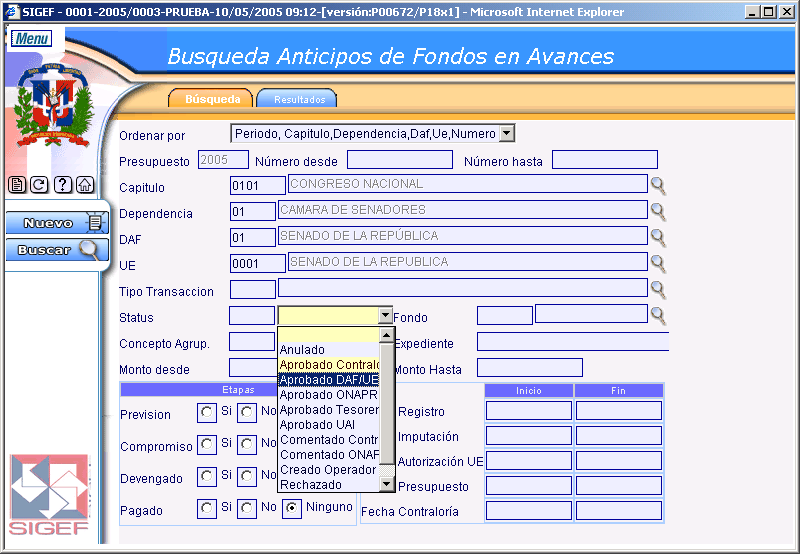 SIGEF - 0001-2005/0003-PRUEBA-10/05/2005 09:12-[versión:P00672/P18x1] - Microsoft Internet Explorer
Menu
Busqueda Anticipos de Fondos en Avances
Búsqueda Resultados
Ordenar por Periodo, Capitulo,Dependencia,Daf,Ue,Numero
Presupuesto 2005 Número desde Número hasta
Capitulo 0101 CONGRESO NACIONAL
Dependencia 01 CAMARA DE SENADORES
Nuevo
DAF 01 SENADO DE LA REPÚBLICA
Buscar
UE 0001 SENADO DE LA REPUBLICA
Tipo Transaccion
Status Fondo
Concepto Agrup. Expediente
Monto desde Monto Hasta
Anulado
Aprobado Contralo
Aprobado DAF/UE
Aprobado ONAPR
Aprobado Tesorer
Aprobado UAI
Comentado Contr
Comentado ONAF
Creado Operador
Rechazado
Etapas
Prevision Si No
Compromiso Si No
Devengado Si No
Pagado Si No Ninguno
Inicio Fin
Registro
Imputación
Autorización UE
Presupuesto
Fecha Contraloría
SIGEF